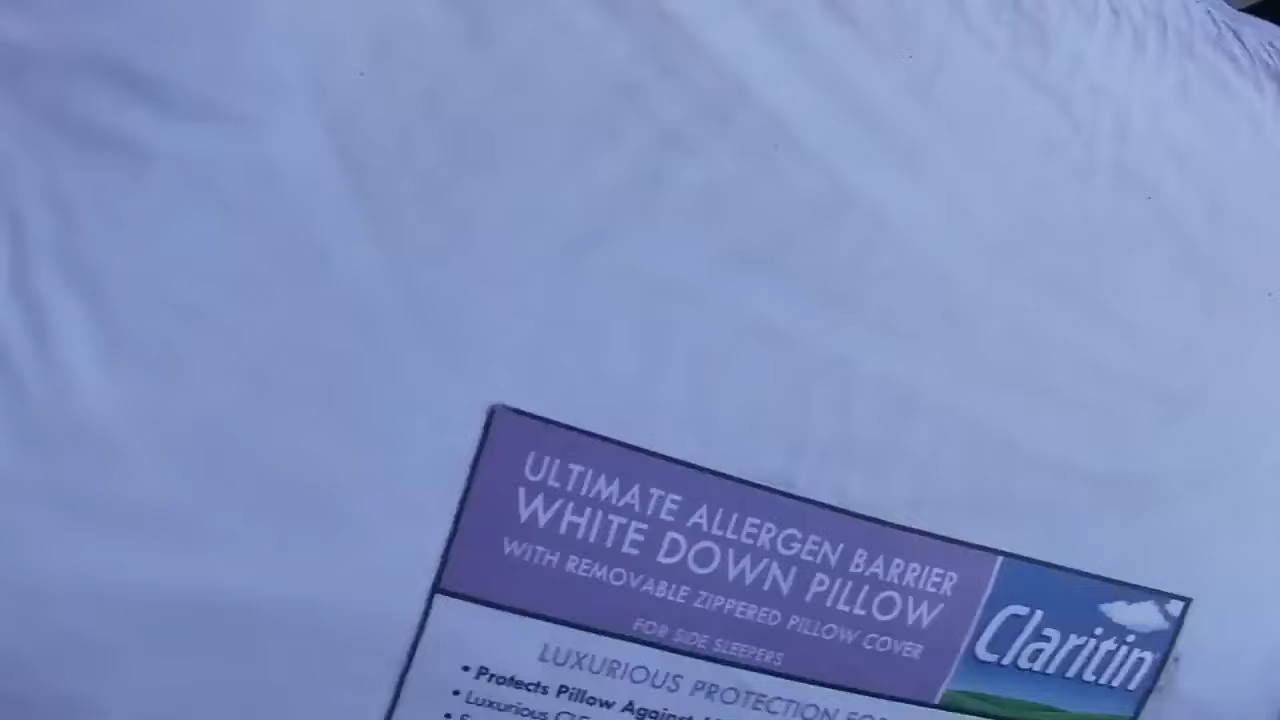 ULTIMATE ALLERGEN BARRIER
WHITE DOWN PILLOW
WITH REMOVABLE ZIPPERED PILLOW COVER
FOR SIDE SLEEPERS
Claritin
LUXURIOUS PROTECTION FOR
• Protects Pillow Against
• Luxurious